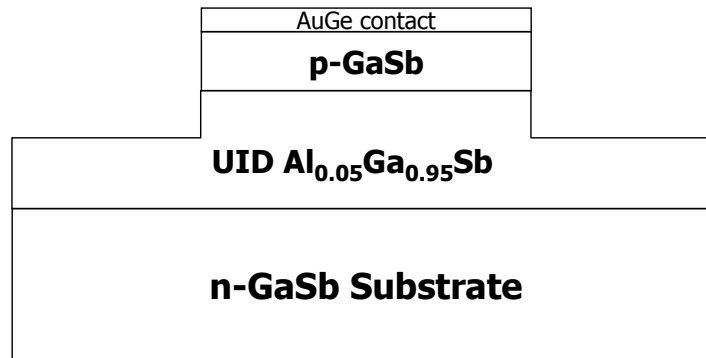 AuGe contact
p-GaSb
UID Al₀.₀₅Ga₀.₉₅Sb
n-GaSb Substrate